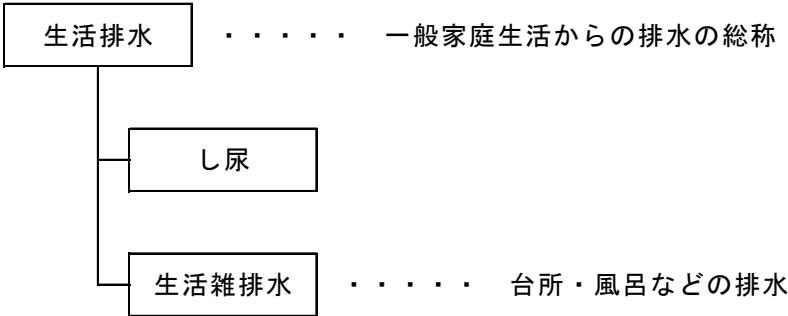 生活排水 ・・・・・ 一般家庭生活からの排水の総称
し尿
生活雑排水 ・・・・・ 台所・風呂などの排水